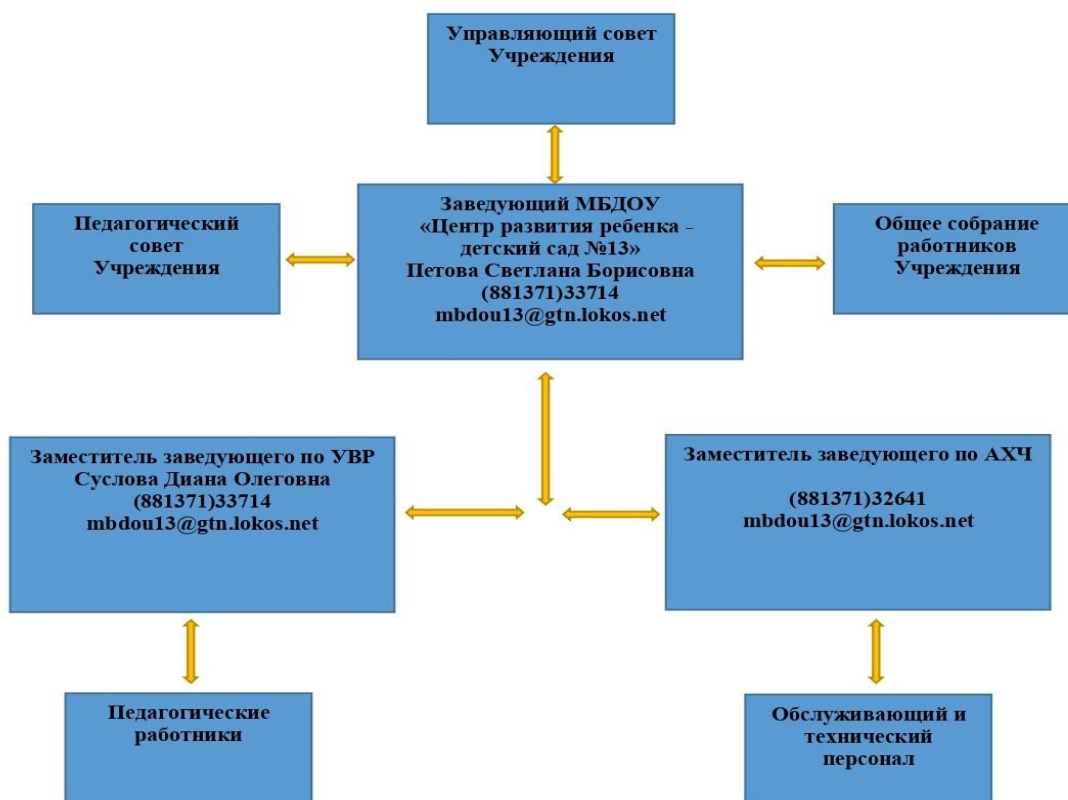 Управляющий совет
Учреждения
Педагогический
совет
Учреждения
Заведующий МБДОУ
«Центр развития ребенка -
детский сад №13»
Петова Светлана Борисовна
(881371)33714
mbdou13@gtn.lokos.net
Общее собрание
работников
Учреждения
Заместитель заведующего по УВР
Суслова Диана Олеговна
(881371)33714
mbdou13@gtn.lokos.net
Заместитель заведующего по АХЧ
(881371)32641
mbdou13@gtn.lokos.net
Педагогические
работники
Обслуживающий и
технический
персонал